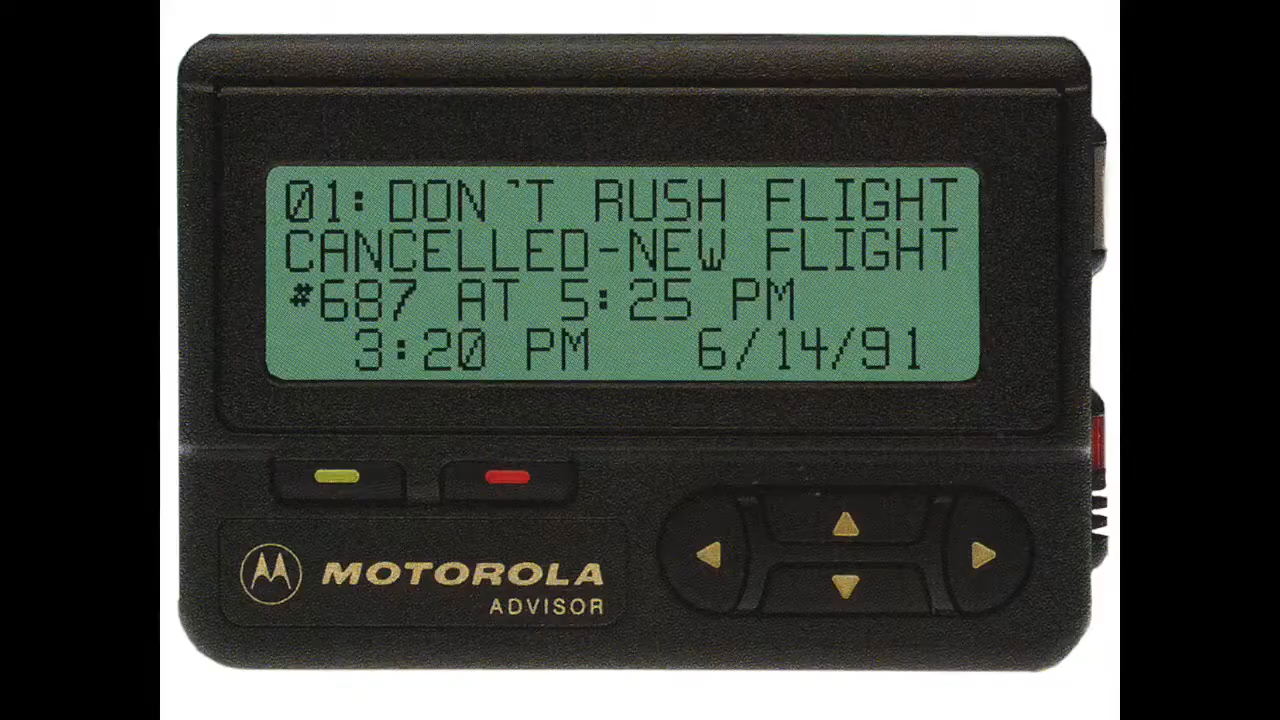 01: DON'T RUSH FLIGHT
CANCELLED-NEW FLIGHT
#687 AT 5:25 PM
3:20 PM 6/14/91
MOTOROLA
ADVISOR